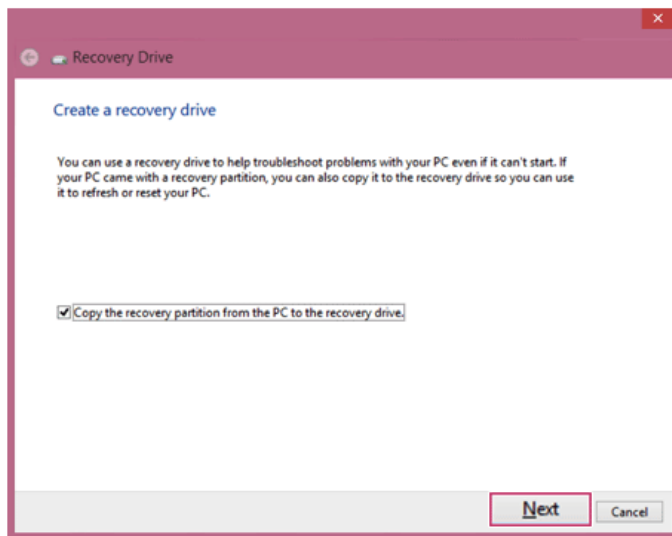 Recovery Drive
Create a recovery drive
You can use a recovery drive to help troubleshoot problems with your PC even if it can't start. If
your PC came with a recovery partition, you can also copy it to the recovery drive so you can use
it to refresh or reset your PC.
Copy the recovery partition from the PC to the recovery drive.
Next
Cancel